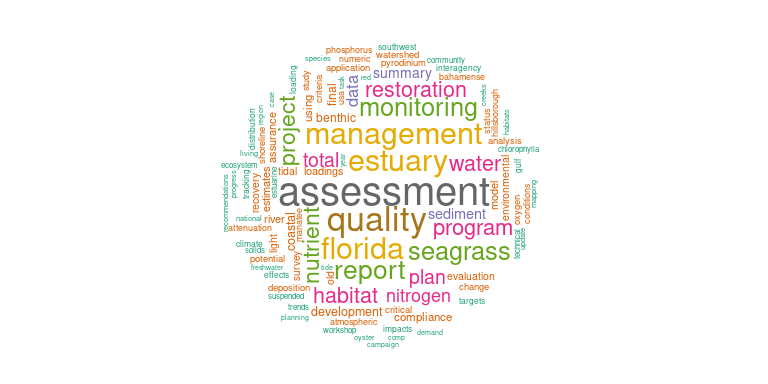 southwest
phosphorus
watershed
species
numeric
pyrodinium
community
application
interagency
loading
study
summary
red
bahamense
task
data
criteria
final
usa
restoration
creeks
case
using
project
monitoring
status
hillsborough
habitats
region
benthic
distribution
assurance
management
analysis
shoreline
living
total
year
estuary
water
chlorophylla
gulf
ecosystem
tidal
loadings
environmental
tracking
estuarine
progress
recommendations
recovery
estimates
assessment
model
conditions
mapping
national
river
manatee
coastal
nutrient
quality
sediment
oxygen
attenuation
program
technical
update
climate
solids
light
florida
seagrass
potential
survey
freshwater
tide
effects
old
report
plan
evaluation
deposition
change
suspended
habitat
nitrogen
targets
trends
development
critical
planning
atmospheric
compliance
workshop
impacts
oyster
comp
demand
campaign